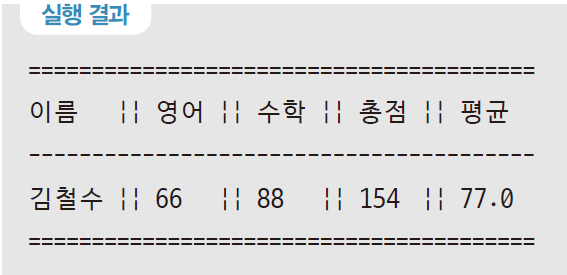 실행 결과
========================================
이름   ¦¦ 영어 ¦¦ 수학 ¦¦ 총점 ¦¦ 평균
----------------------------------------
김철수 ¦¦ 66   ¦¦ 88   ¦¦ 154  ¦¦ 77.0
========================================